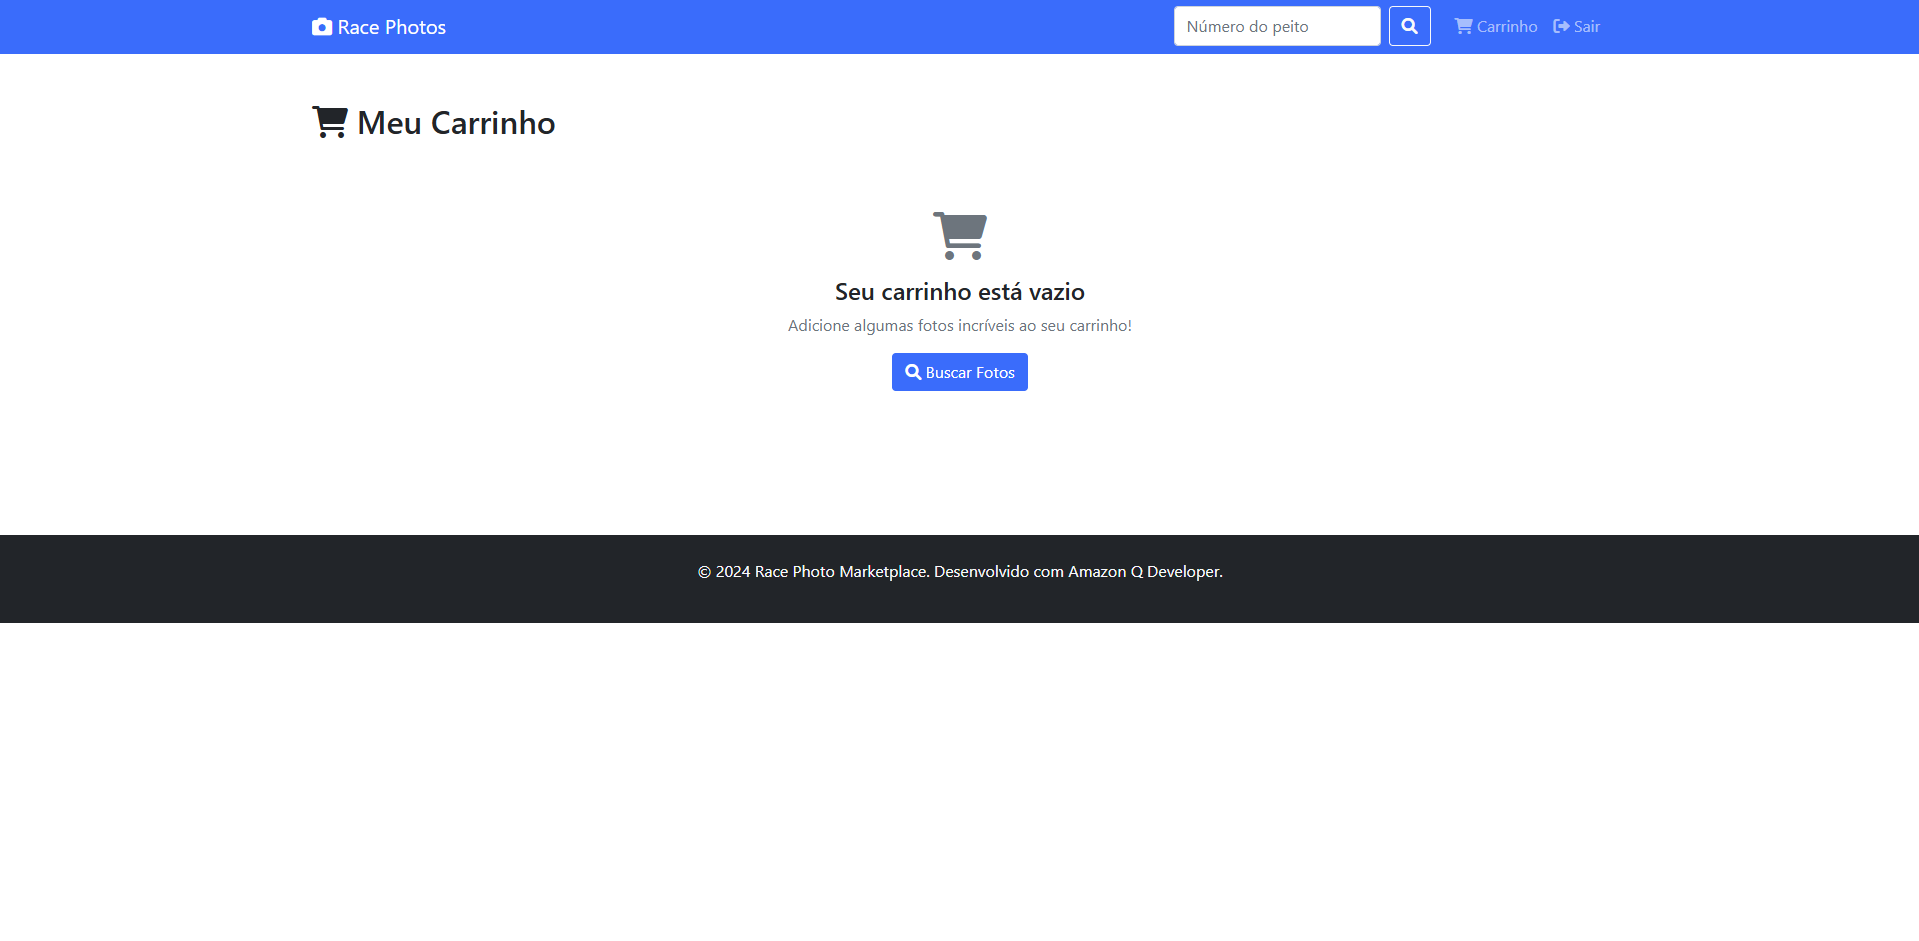 Race Photos
Número do peito
Carrinho
Sair
Meu Carrinho
Seu carrinho está vazio
Adicione algumas fotos incríveis ao seu carrinho!
Buscar Fotos
© 2024 Race Photo Marketplace. Desenvolvido com Amazon Q Developer.